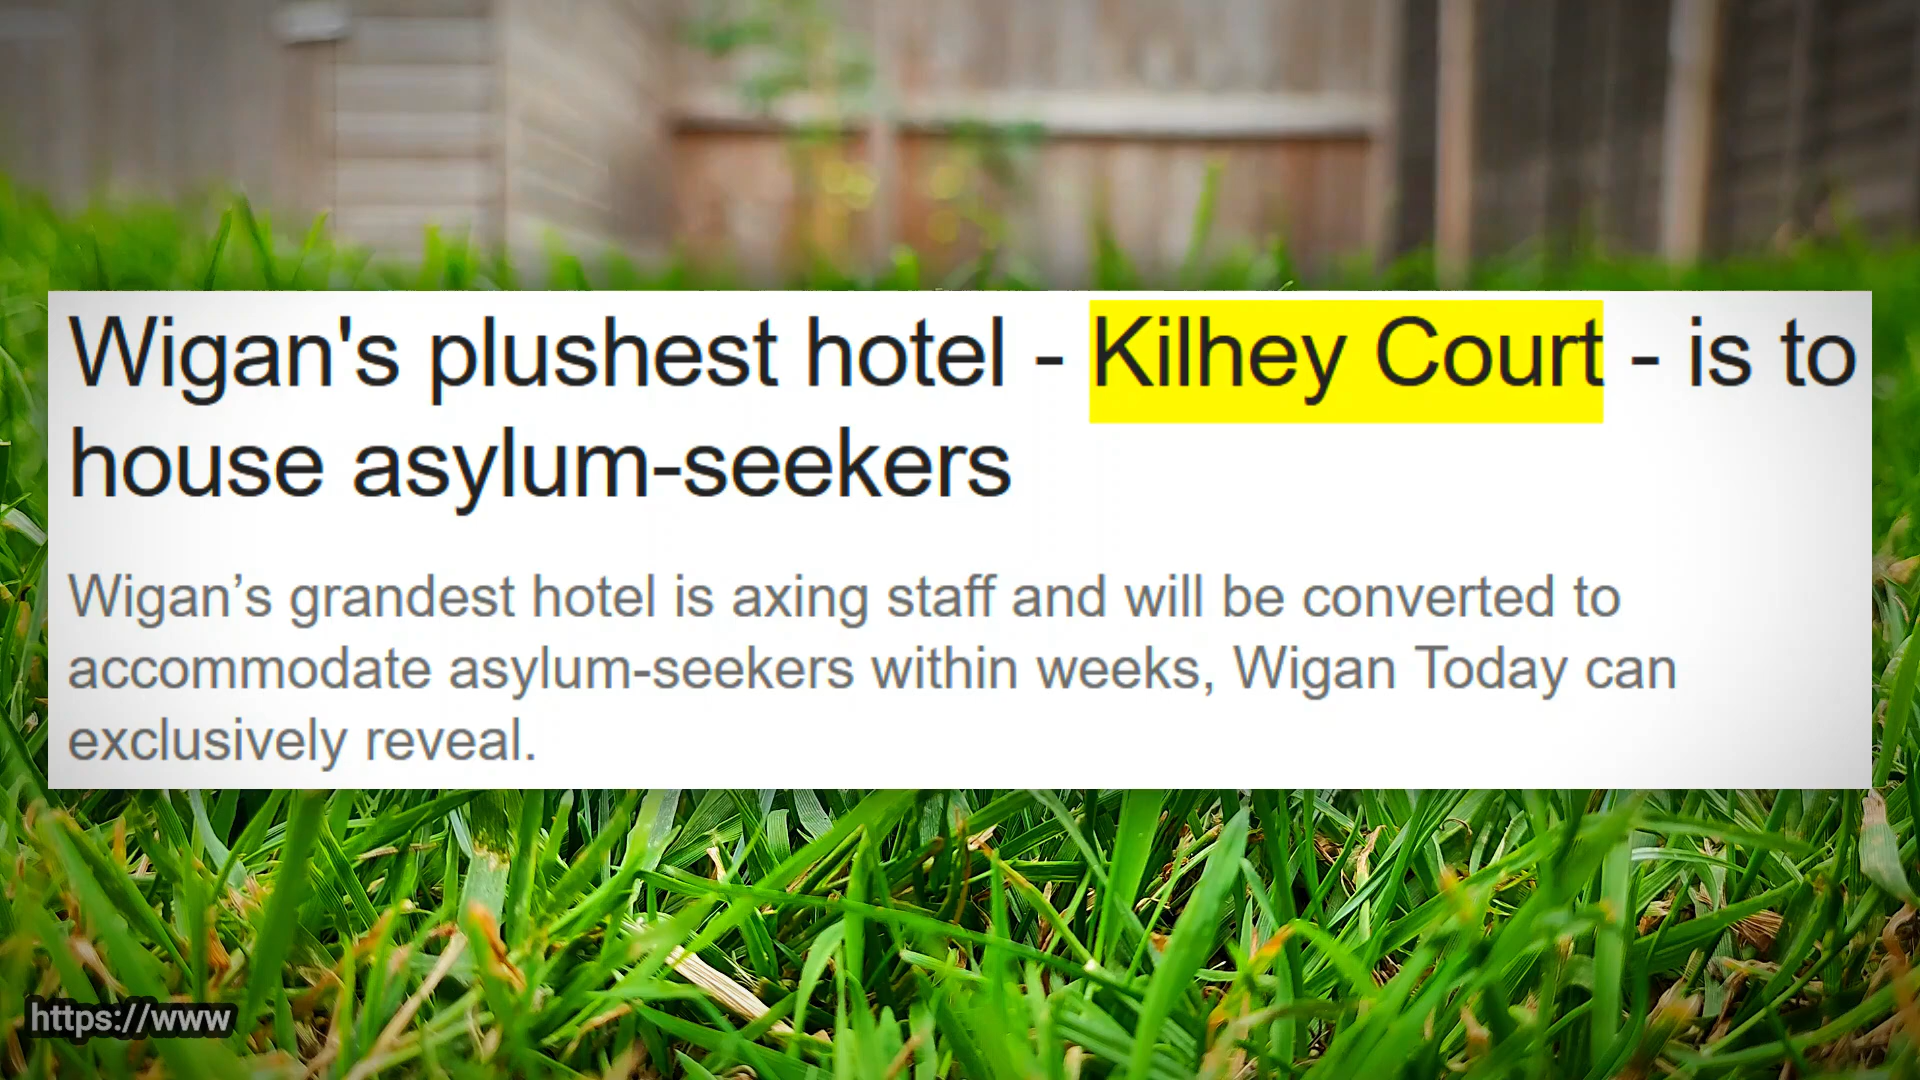 Wigan's plushest hotel - Kilhey Court - is to
house asylum-seekers
Wigan’s grandest hotel is axing staff and will be converted to
accommodate asylum-seekers within weeks, Wigan Today can
exclusively reveal.
https://www